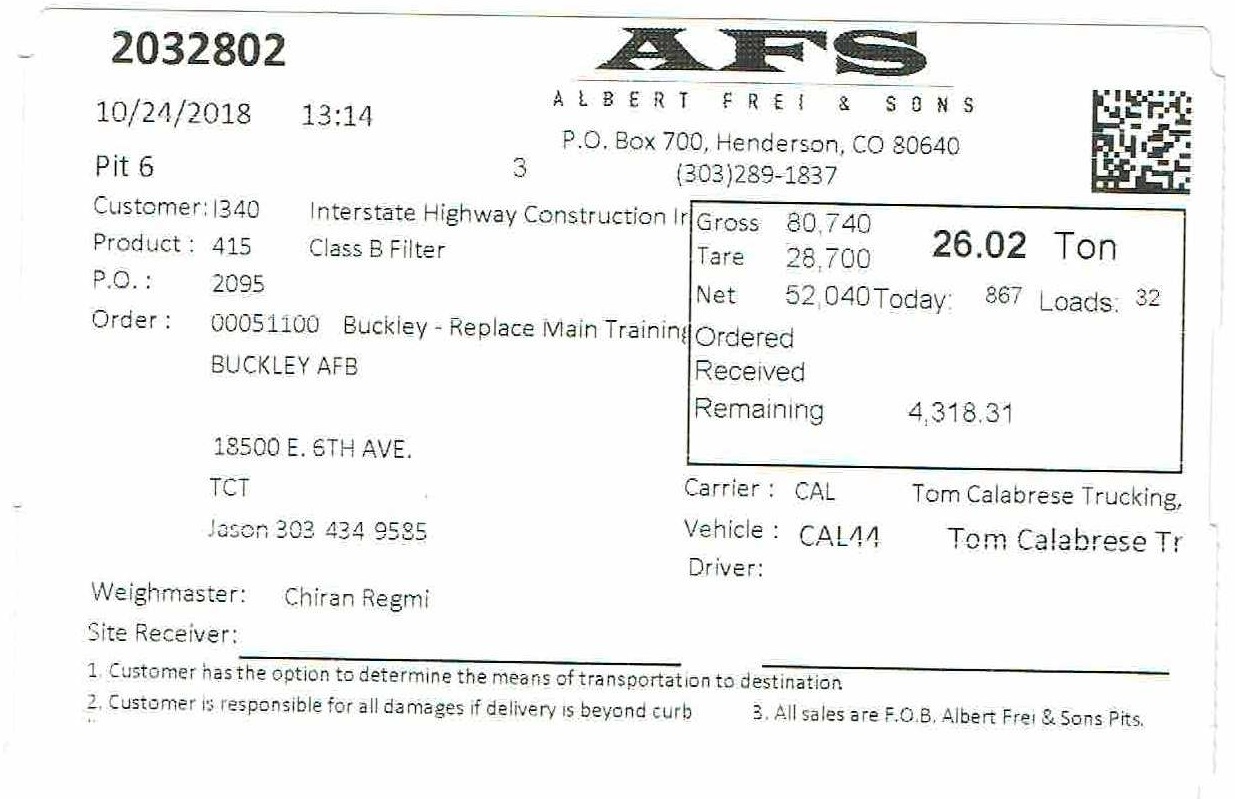 2032802
AFS
ALBERT FREI & SONS
10/24/2018 13:14
P.O. Box 700, Henderson, CO 80640
Pit 6 3 (303)289-1837
Customer: I340 Interstate Highway Construction Ir
Product : 415 Class B Filter
P.O. : 2095
Order : 00051100 Buckley - Replace Main Training
BUCKLEY AFB
18500 E. 6TH AVE.
TCT
Jason 303 434 9585
Gross 80,740 26.02 Ton
Tare 28,700
Net 52,040 Today: 867 Loads: 32
Ordered
Received
Remaining 4,318.31
Carrier : CAL Tom Calabrese Trucking,
Vehicle : CAL44 Tom Calabrese Tr
Driver:
Weighmaster: Chiran Regmi
Site Receiver:
1. Customer has the option to determine the means of transportation to destination
2. Customer is responsible for all damages if delivery is beyond curb 3. All sales are F.O.B. Albert Frei & Sons Pits.